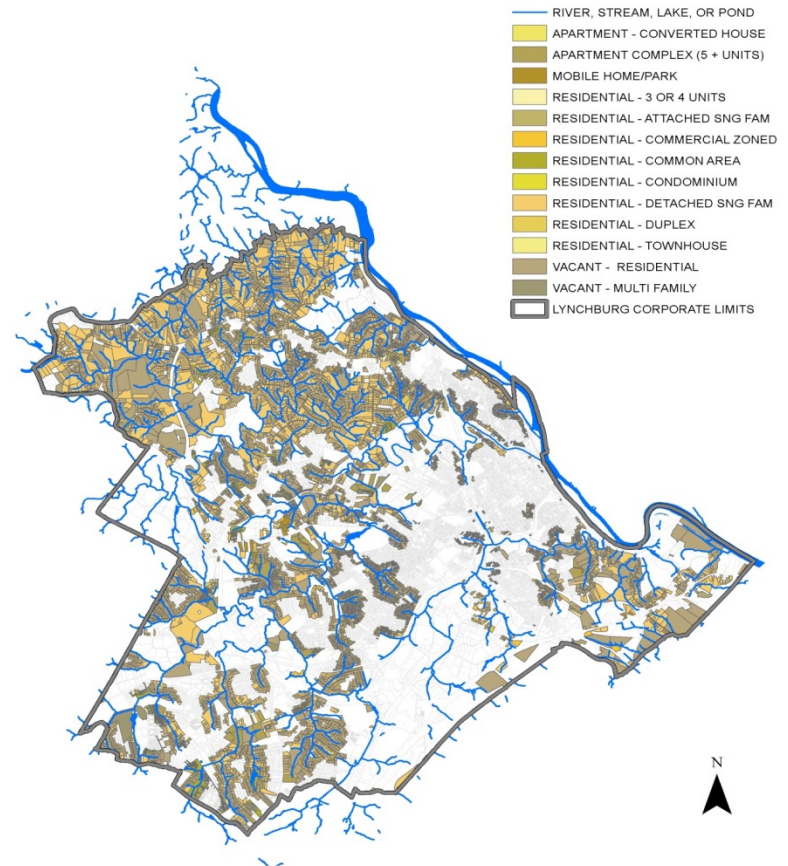 RIVER, STREAM, LAKE, OR POND
APARTMENT - CONVERTED HOUSE
APARTMENT COMPLEX (5 + UNITS)
MOBILE HOME/PARK
RESIDENTIAL - 3 OR 4 UNITS
RESIDENTIAL - ATTACHED SNG FAM
RESIDENTIAL - COMMERCIAL ZONED
RESIDENTIAL - COMMON AREA
RESIDENTIAL - CONDOMINIUM
RESIDENTIAL - DETACHED SNG FAM
RESIDENTIAL - DUPLEX
RESIDENTIAL - TOWNHOUSE
VACANT - RESIDENTIAL
VACANT - MULTI FAMILY
LYNCHBURG CORPORATE LIMITS
N